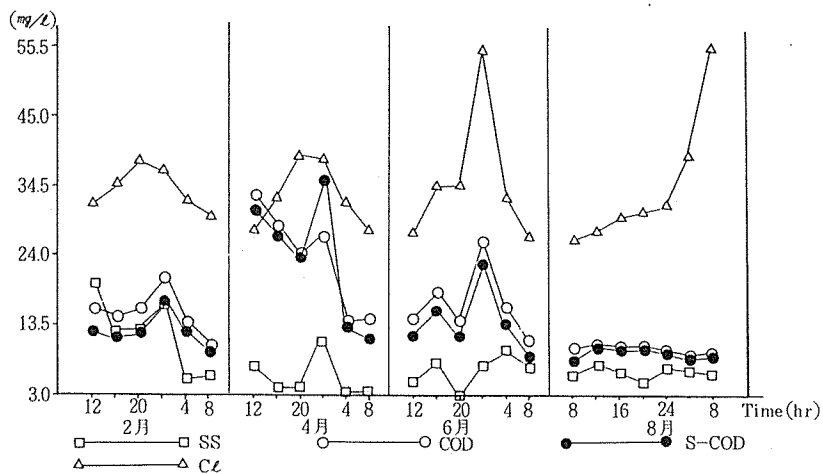 (mg/ℓ)
55.5
45.0
34.5
24.0
13.5
3.0
12 20 4 8 12 20 4 8 12 20 4 8 8 16 24 8 Time(hr)
2月 4月 6月 8月
SS COD S-COD
Cℓ